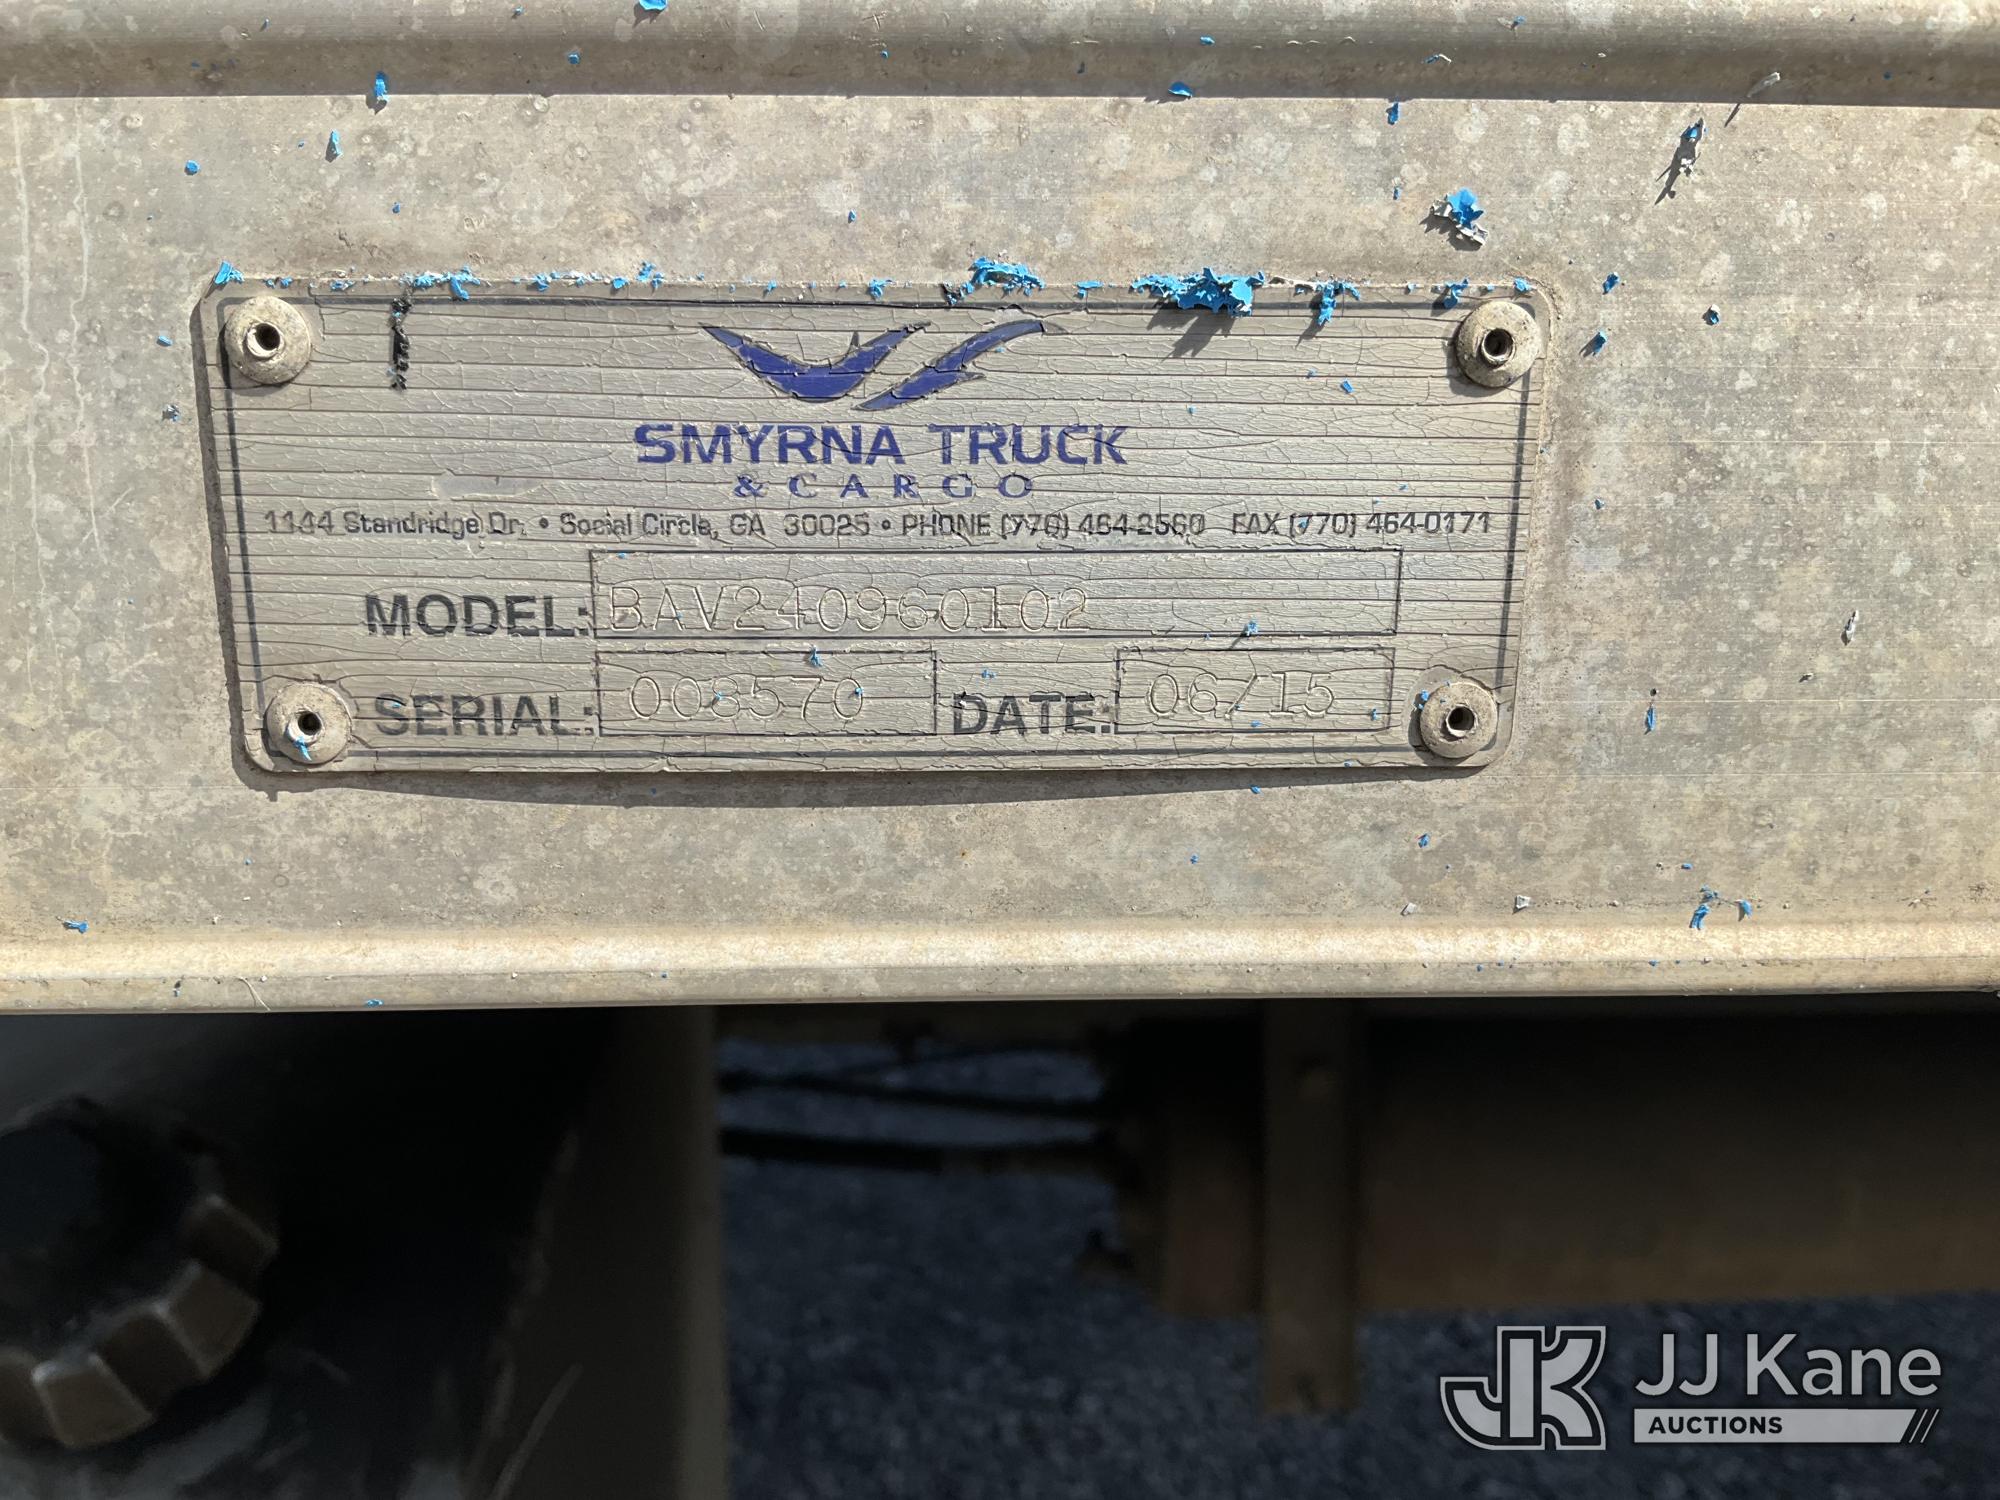 SMYRNA TRUCK
& CARGO
1144 Standridge Dr. • Social Circle, GA 30025 • PHONE (770) 464-2560 FAX (770) 464-0171
MODEL: BAV240960102
SERIAL: 008570 DATE: 06/15
JK JJ Kane
AUCTIONS